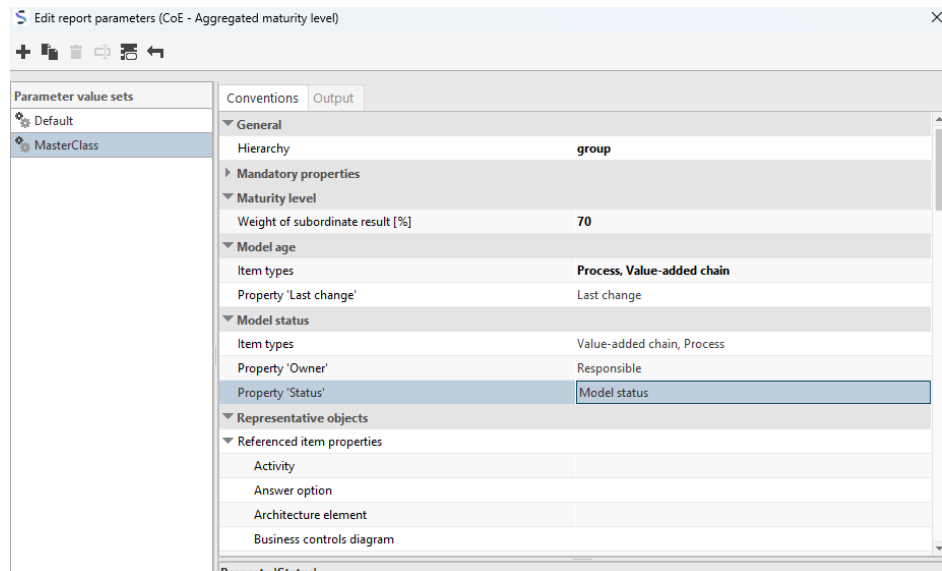 Edit report parameters (CoE - Aggregated maturity level)
Parameter value sets
Default
MasterClass
Conventions Output
General
Hierarchy group
Mandatory properties
Maturity level
Weight of subordinate result [%] 70
Model age
Item types Process, Value-added chain
Property 'Last change' Last change
Model status
Item types Value-added chain, Process
Property 'Owner' Responsible
Property 'Status' Model status
Representative objects
Referenced item properties
Activity
Answer option
Architecture element
Business controls diagram